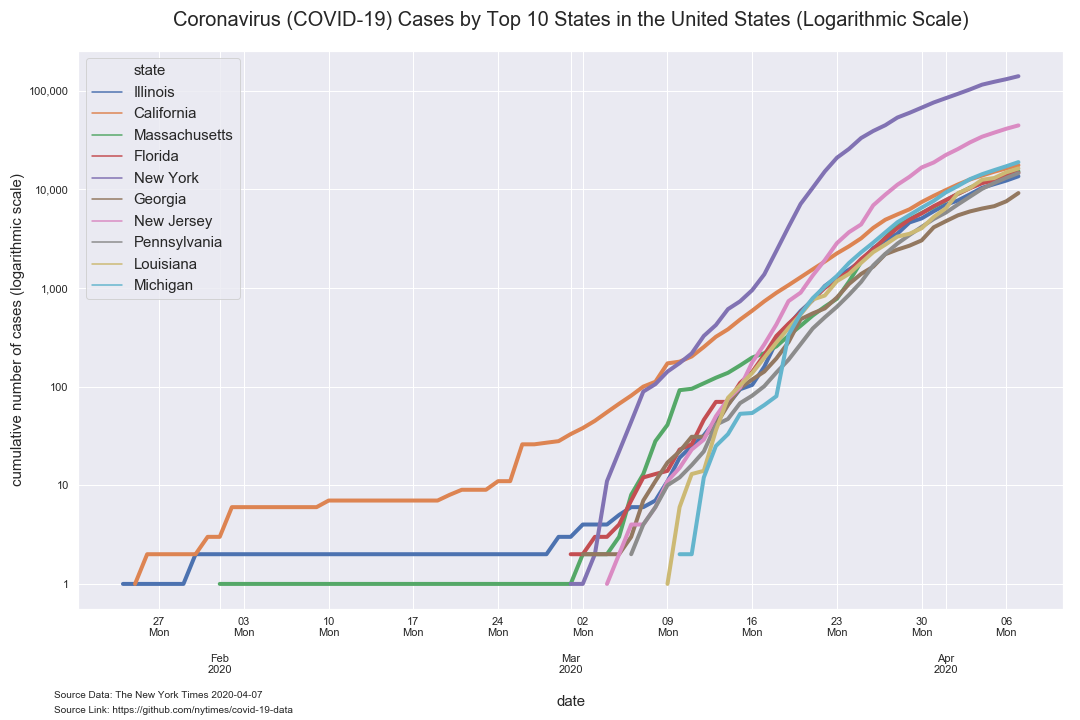 Coronavirus (COVID-19) Cases by Top 10 States in the United States (Logarithmic Scale)
state
Illinois
California
Massachusetts
Florida
New York
Georgia
New Jersey
Pennsylvania
Louisiana
Michigan
cumulative number of cases (logarithmic scale)
100,000
10,000
1,000
100
10
1
27 03 10 17 24 02 09 16 23 30 06
Mon Mon Mon Mon Mon Mon Mon Mon Mon Mon Mon
Feb Mar Apr
2020 2020 2020
date
Source Data: The New York Times 2020-04-07
Source Link: https://github.com/nytimes/covid-19-data